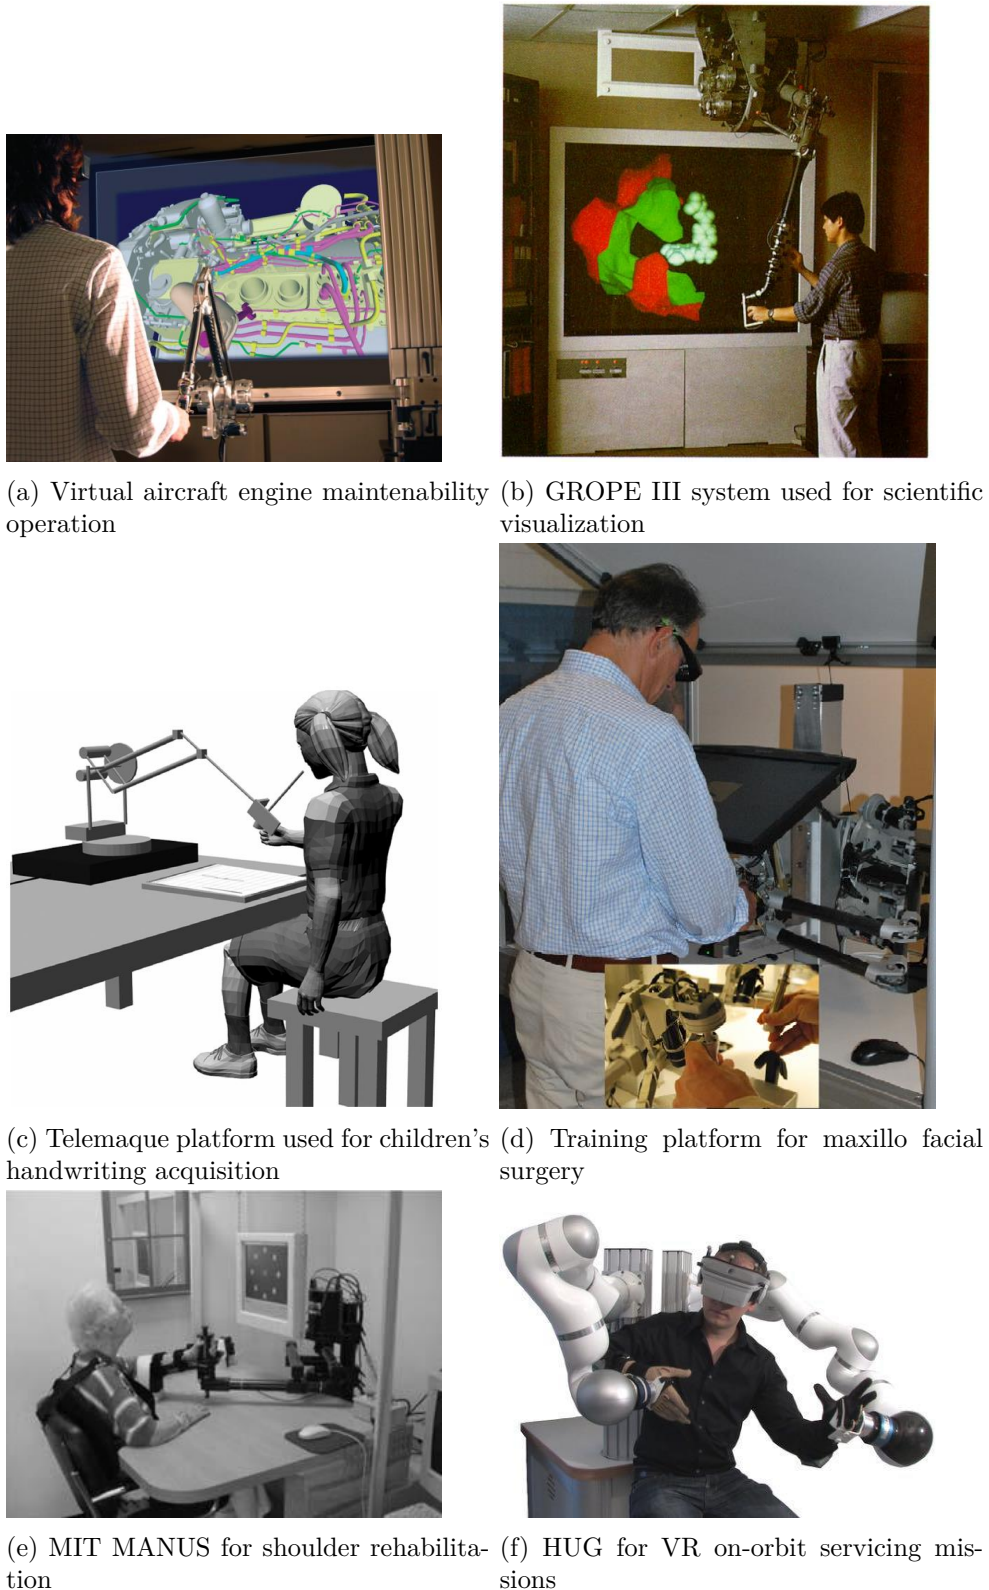 (a) Virtual aircraft engine maintenability
operation
(b) GROPE III system used for scientific
visualization
(c) Telemaque platform used for children's
handwriting acquisition
(d) Training platform for maxillo facial
surgery
(e) MIT MANUS for shoulder rehabilita-
tion
(f) HUG for VR on-orbit servicing mis-
sions